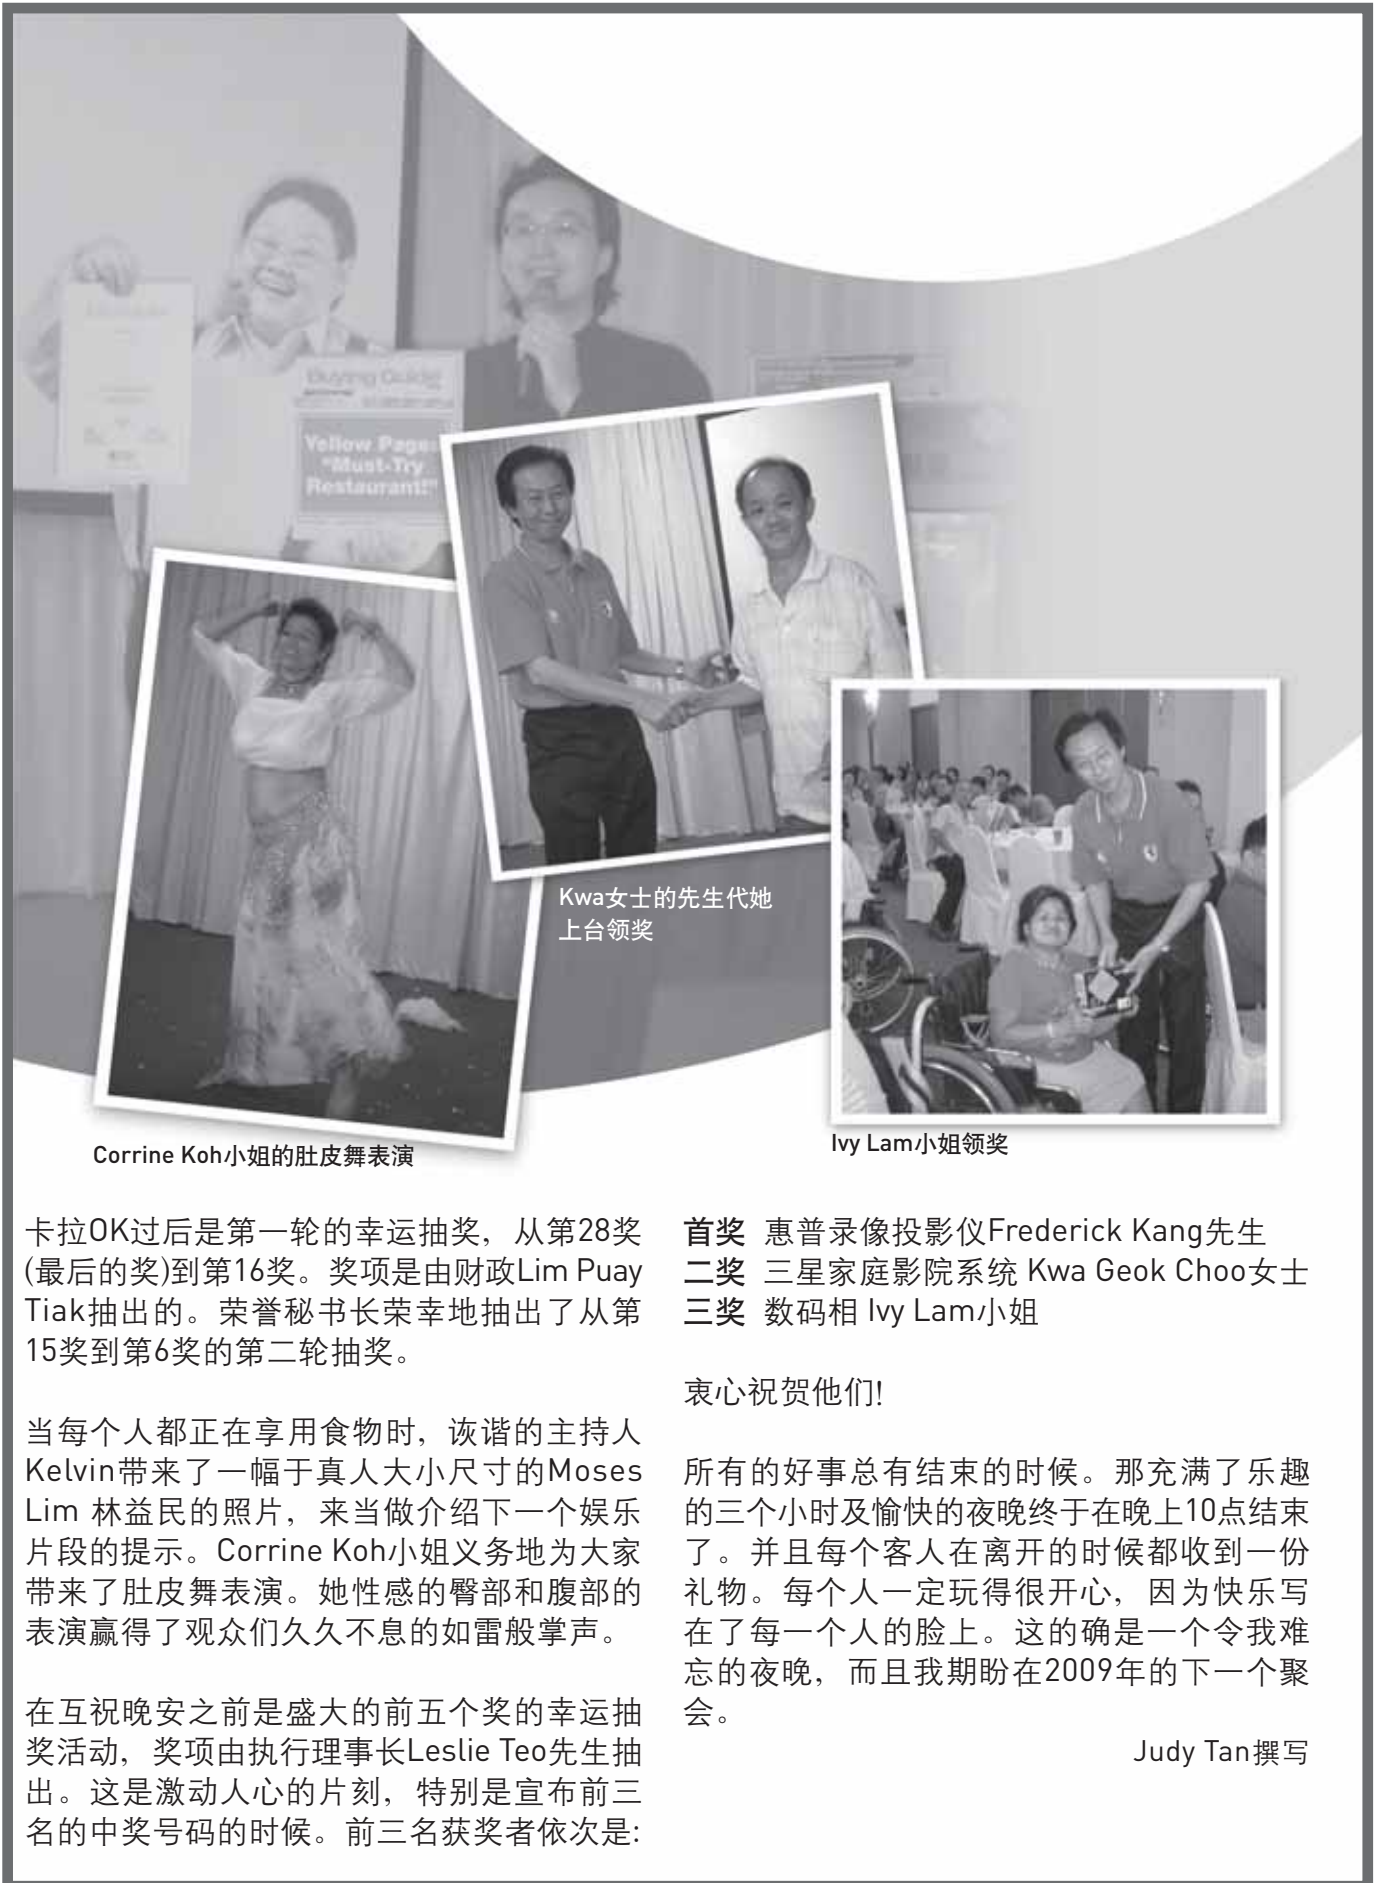 Buying Guide
Yellow Pages
"Must-Try
Restaurant!"
Kwa女士的先生代她
上台领奖
Corrine Koh小姐的肚皮舞表演
Ivy Lam小姐领奖
卡拉OK过后是第一轮的幸运抽奖，从第28奖
(最后的奖)到第16奖。奖项是由财政Lim Puay
Tiak抽出的。荣誉秘书长荣幸地抽出了从第
15奖到第6奖的第二轮抽奖。
当每个人都正在享用食物时，诙谐的主持人
Kelvin带来了一幅于真人大小尺寸的Moses
Lim 林益民的照片，来当做介绍下一个娱乐
片段的提示。Corrine Koh小姐义务地为大家
带来了肚皮舞表演。她性感的臀部和腹部的
表演赢得了观众们久久不息的如雷般掌声。
在互祝晚安之前是盛大的前五个奖的幸运抽
奖活动，奖项由执行理事长Leslie Teo先生抽
出。这是激动人心的片刻，特别是宣布前三
名的中奖号码的时候。前三名获奖者依次是:
首奖 惠普录像投影仪Frederick Kang先生
二奖 三星家庭影院系统 Kwa Geok Choo女士
三奖 数码相 Ivy Lam小姐
衷心祝贺他们!
所有的好事总有结束的时候。那充满了乐趣
的三个小时及愉快的夜晚终于在晚上10点结束
了。并且每个客人在离开的时候都收到一份
礼物。每个人一定玩得很开心，因为快乐写
在了每一个人的脸上。这的确是一个令我难
忘的夜晚，而且我期盼在2009年的下一个聚
会。
Judy Tan撰写